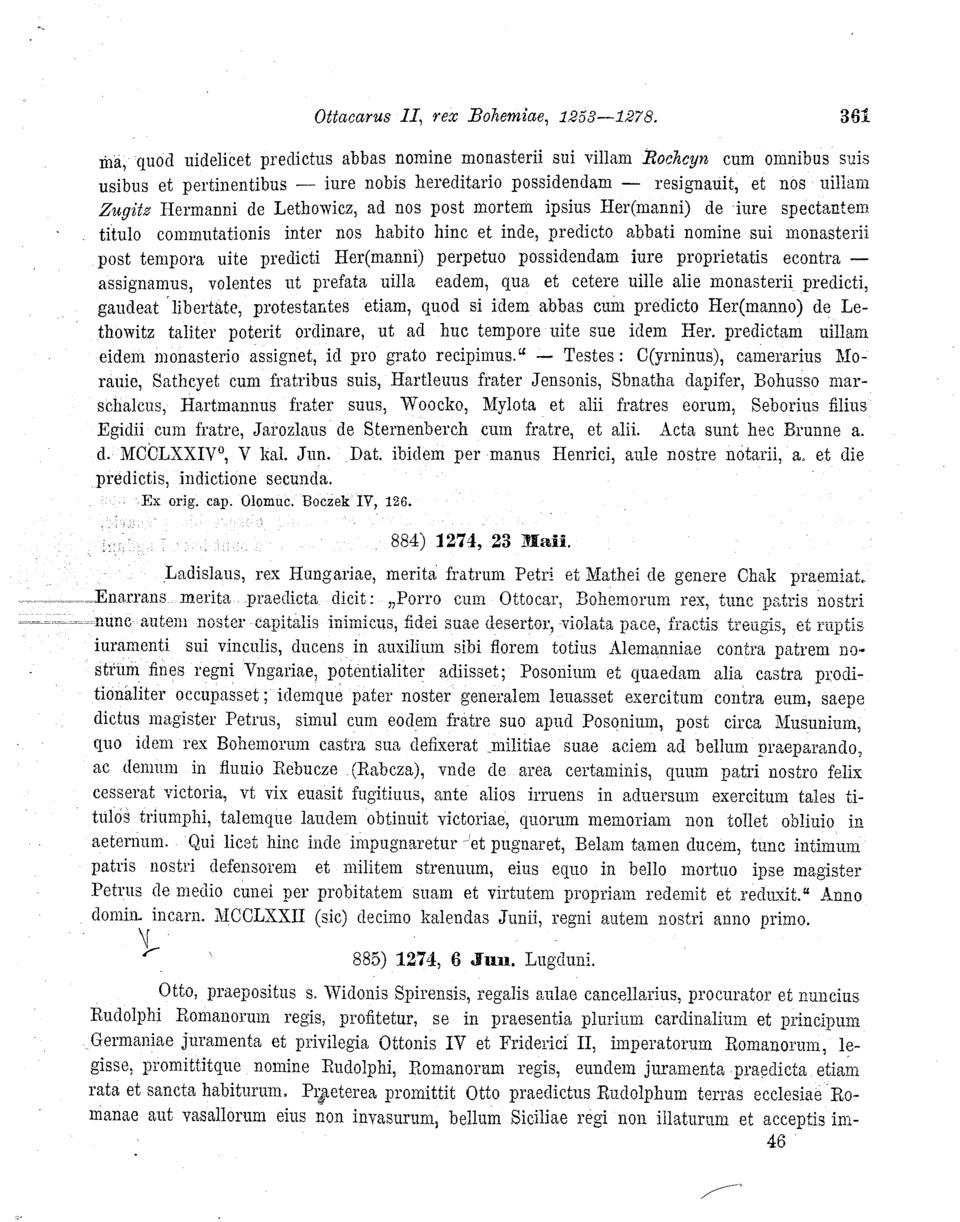 Ottacarus II, rex Bohemiae, 1253—1278. 361
ma, quod uidelicet predictus abbas nomine monasterii sui villam Rocheyn cum omnibus suis
usibus et pertinentibus — iure nobis hereditario possidendam — resignauit, et nos uillam
Zugitz Hermanni de Lethowicz, ad nos post mortem ipsius Her(manni) de iure spectantem
titulo commutationis inter nos habito hinc et inde, predicto abbati nomine sui monasterii
post tempora uite predicti Her(manni) perpetuo possidendam iure proprietatis econtra —
assignamus, volentes ut prefata uilla eadem, qua et cetere uille alie monasterii predicti,
gaudeat libertate, protestantes etiam, quod si idem abbas cum predicto Her(manno) de Le-
thowitz taliter poterit ordinare, ut ad huc tempore uite sue idem Her. predictam uillam
eidem monasterio assignet, id pro grato recipimus.“ — Testes: C(yrninus), camerarius Mo-
rauie, Sathcyet cum fratribus suis, Hartleuus frater Jensonis, Sbnatha dapifer, Bohusso mar-
schalcus, Hartmannus frater suus, Woocko, Mylota et alii fratres eorum, Seborius filius
Egidii cum fratre, Jarozlaus de Sternenberch cum fratre, et alii. Acta sunt hec Brunne a.
d. MCCLXXIV⁰, V kal. Jun. Dat. ibidem per manus Henrici, aule nostre notarii, a. et die
predictis, indictione secunda.
Ex orig. cap. Olomuc. Boczek IV, 126.
884) 1274, 23 Maii.
Ladislaus, rex Hungariae, merita fratrum Petri et Mathei de genere Chak praemiat.
Enarrans merita praedicta dicit: „Porro cum Ottocar, Bohemorum rex, tunc patris nostri
nunc autem noster capitalis inimicus, fidei suae desertor, violata pace, fractis treugis, et ruptis
iuramenti sui vinculis, ducens in auxilium sibi florem totius Alemanniae contra patrem no-
strum fines regni Vngariae, potentialiter adiisset; Posonium et quaedam alia castra prodi-
tionaliter occupasset; idemque pater noster generalem leuasset exercitum contra eum, saepe
dictus magister Petrus, simul cum eodem fratre suo apud Posonium, post circa Musunium,
quo idem rex Bohemorum castra sua defixerat militiae suae aciem ad bellum praeparando,
ac demum in fluuio Rebucze (Rabcza), vnde de area certaminis, quum patri nostro felix
cesserat victoria, vt vix euasit fugitiuus, ante alios irruens in aduersum exercitum tales ti-
tulos triumphi, talemque laudem obtinuit victoriae, quorum memoriam non tollet obliuio in
aeternum. Qui licet hinc inde impugnaretur et pugnaret, Belam tamen ducem, tunc intimum
patris nostri defensorem et militem strenuum, eius equo in bello mortuo ipse magister
Petrus de medio cunei per probitatem suam et virtutem propriam redemit et reduxit.“ Anno
domin. incarn. MCCLXXII (sic) decimo kalendas Junii, regni autem nostri anno primo.
885) 1274, 6 Jun. Lugduni.
Otto, praepositus s. Widonis Spirensis, regalis aulae cancellarius, procurator et nuncius
Rudolphi Romanorum regis, profitetur, se in praesentia plurium cardinalium et principum
Germaniae juramenta et privilegia Ottonis IV et Friderici II, imperatorum Romanorum, le-
gisse, promittitque nomine Rudolphi, Romanorum regis, eundem juramenta praedicta etiam
rata et sancta habiturum. Praeterea promittit Otto praedictus Rudolphum terras ecclesiae Ro-
manae aut vasallorum eius non invasurum, bellum Siciliae regi non illaturum et acceptis im-
46